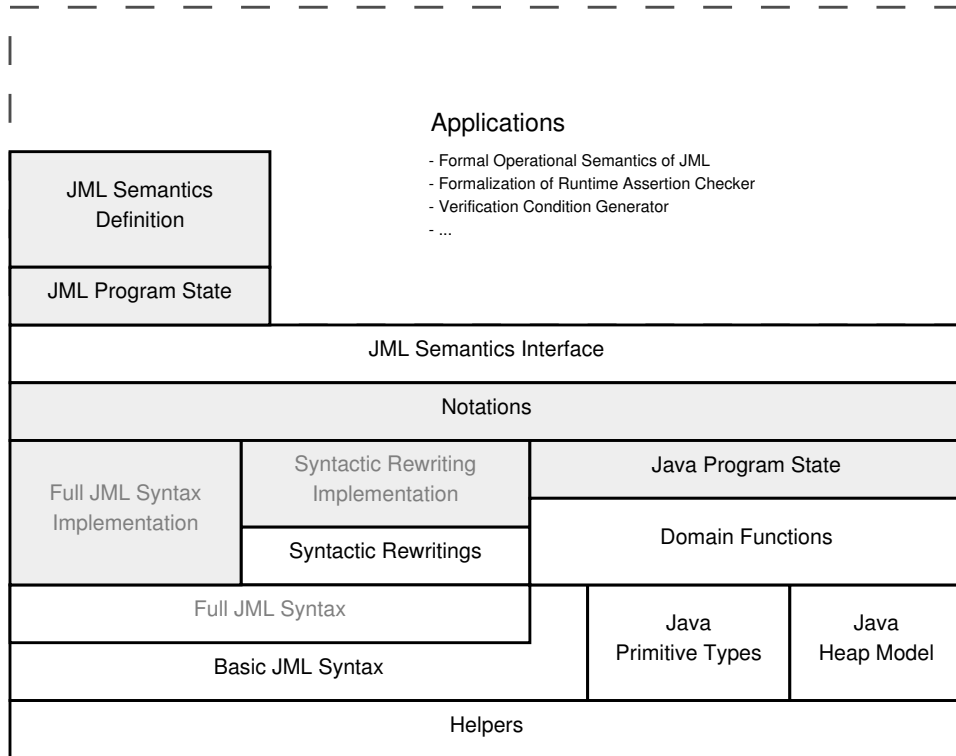 Applications
- Formal Operational Semantics of JML
- Formalization of Runtime Assertion Checker
- Verification Condition Generator
- ...
JML Semantics
Definition
JML Program State
JML Semantics Interface
Notations
Full JML Syntax
Implementation
Syntactic Rewriting
Implementation
Java Program State
Syntactic Rewritings
Domain Functions
Full JML Syntax
Basic JML Syntax
Java
Primitive Types
Java
Heap Model
Helpers